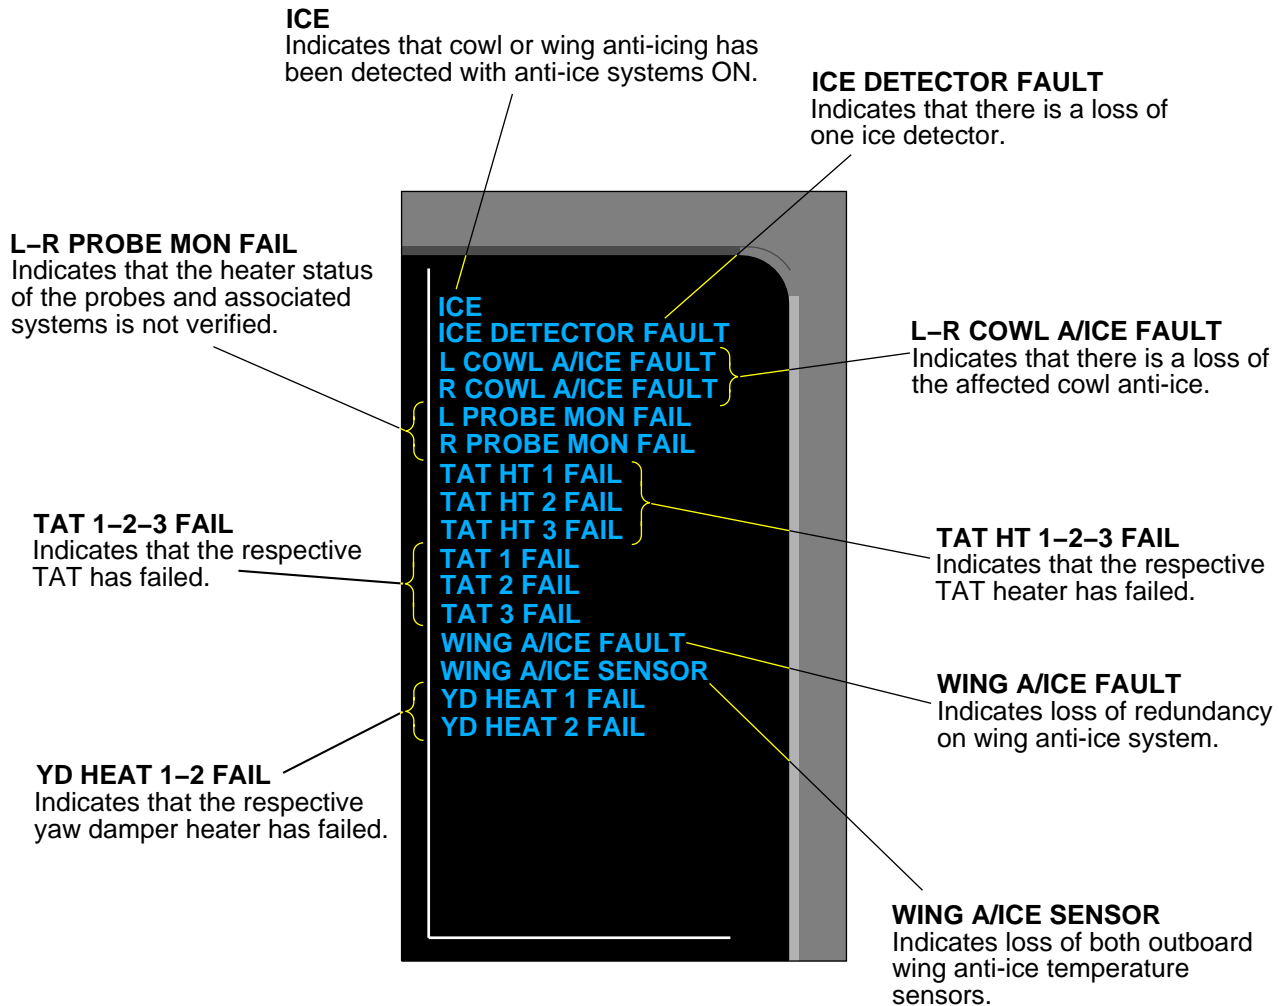 ICE
Indicates that cowl or wing anti-icing has
been detected with anti-ice systems ON.
ICE DETECTOR FAULT
Indicates that there is a loss of
one ice detector.
L–R PROBE MON FAIL
Indicates that the heater status
of the probes and associated
systems is not verified.
L–R COWL A/ICE FAULT
Indicates that there is a loss of
the affected cowl anti-ice.
TAT 1–2–3 FAIL
Indicates that the respective
TAT has failed.
TAT HT 1–2–3 FAIL
Indicates that the respective
TAT heater has failed.
WING A/ICE FAULT
Indicates loss of redundancy
on wing anti-ice system.
YD HEAT 1–2 FAIL
Indicates that the respective
yaw damper heater has failed.
WING A/ICE SENSOR
Indicates loss of both outboard
wing anti-ice temperature
sensors.
ICE
ICE DETECTOR FAULT
L COWL A/ICE FAULT
R COWL A/ICE FAULT
L PROBE MON FAIL
R PROBE MON FAIL
TAT HT 1 FAIL
TAT HT 2 FAIL
TAT HT 3 FAIL
TAT 1 FAIL
TAT 2 FAIL
TAT 3 FAIL
WING A/ICE FAULT
WING A/ICE SENSOR
YD HEAT 1 FAIL
YD HEAT 2 FAIL